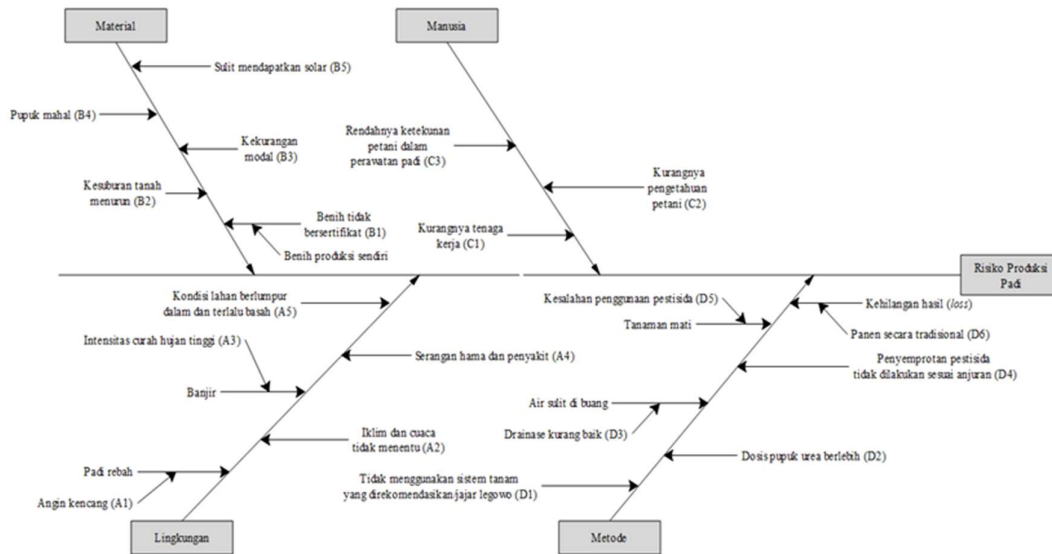 Material
Manusia
Sulit mendapatkan solar (B5)
Pupuk mahal (B4)
Kekurangan
modal (B3)
Kesuburan tanah
menurun (B2)
Benih tidak
bersertifikat (B1)
Benih produksi sendiri
Rendahnya ketekunan
petani dalam
perawatan padi (C3)
Kurangnya
pengetahuan
petani (C2)
Kurangnya tenaga
kerja (C1)
Risiko Produksi
Padi
Kondisi lahan berlumpur
dalam dan terlalu basah (A5)
Intensitas curah hujan tinggi (A3)
Serangan hama dan penyakit (A4)
Banjir
Iklim dan cuaca
tidak menentu (A2)
Padi rebah
Angin kencang (A1)
Lingkungan
Kesalahan penggunaan pestisida (D5)
Tanaman mati
Kehilangan hasil (loss)
Panen secara tradisional (D6)
Penyemprotan pestisida
tidak dilakukan sesuai anjuran (D4)
Air sulit di buang
Drainase kurang baik (D3)
Dosis pupuk urea berlebih (D2)
Tidak menggunakan sistem tanam
yang direkomendasikan jajar legowo (D1)
Metode